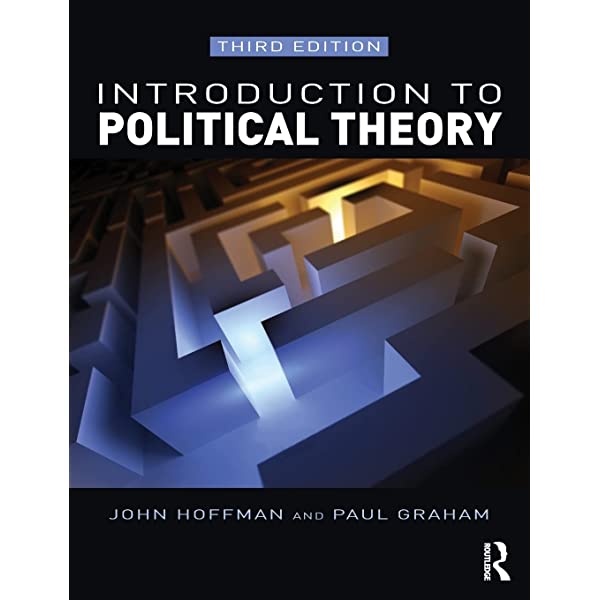 THIRD EDITION
INTRODUCTION TO
POLITICAL THEORY
JOHN HOFFMAN AND PAUL GRAHAM
ROUTLEDGE